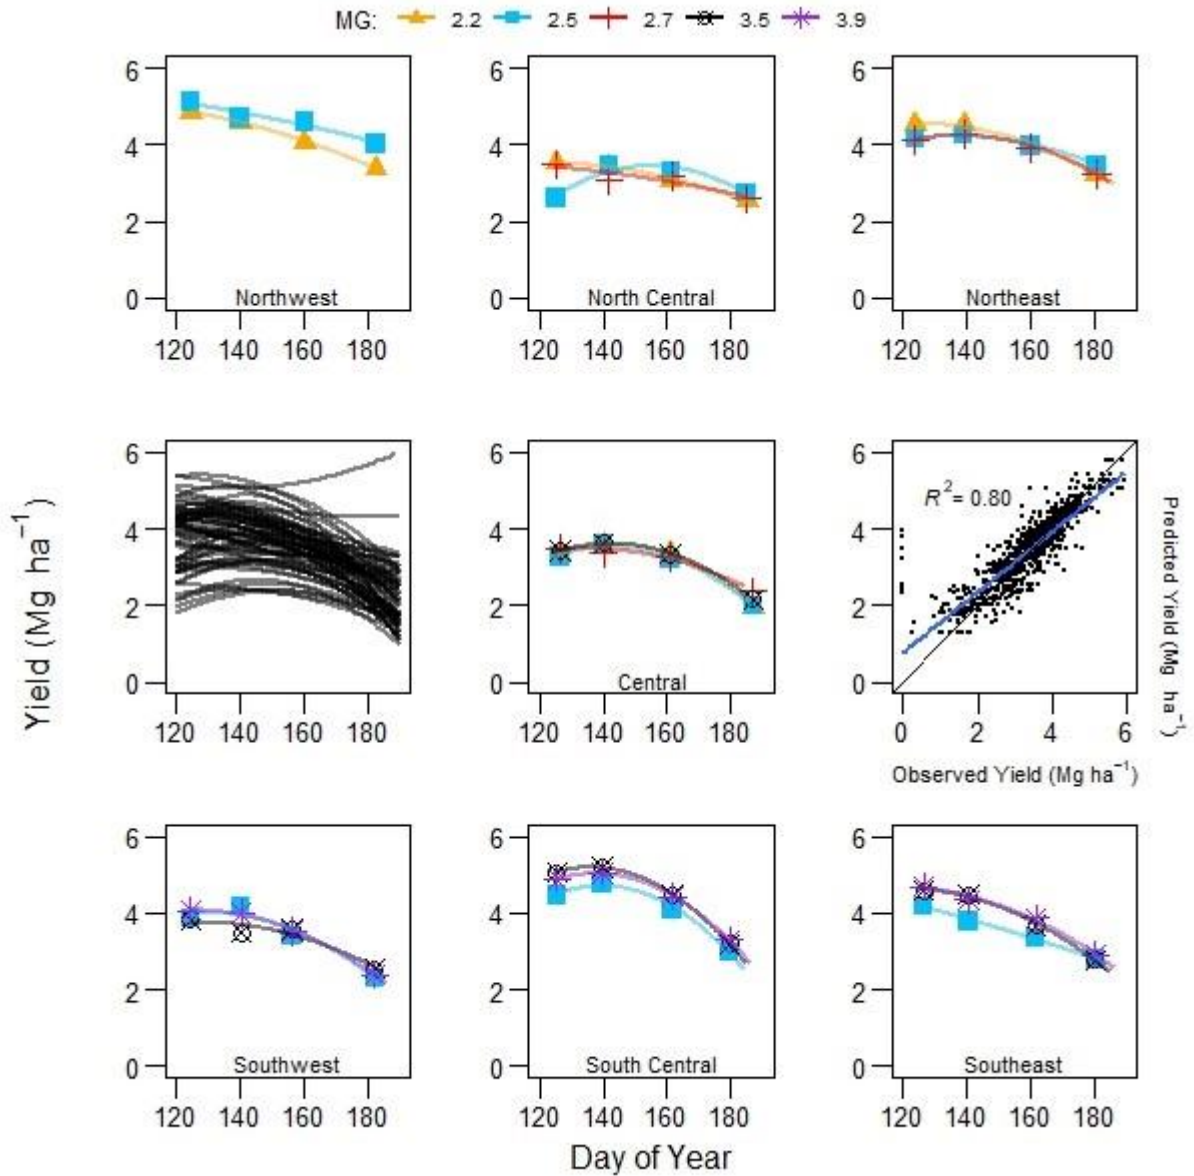 MG: 2.2 2.5 2.7 3.5 3.9
6 6 6
4 4 4
2 2 2
0 0 0
Northwest North Central Northeast
120 140 160 180 120 140 160 180 120 140 160 180
Yield (Mg ha⁻¹)
6 6 6
4 4 4
2 2 2
0 0 0
R² = 0.80
Central
Predicted Yield (Mg ha⁻¹)
120 140 160 180 120 140 160 180 0 2 4 6
Observed Yield (Mg ha⁻¹)
6 6 6
4 4 4
2 2 2
0 0 0
Southwest South Central Southeast
120 140 160 180 120 140 160 180 120 140 160 180
Day of Year